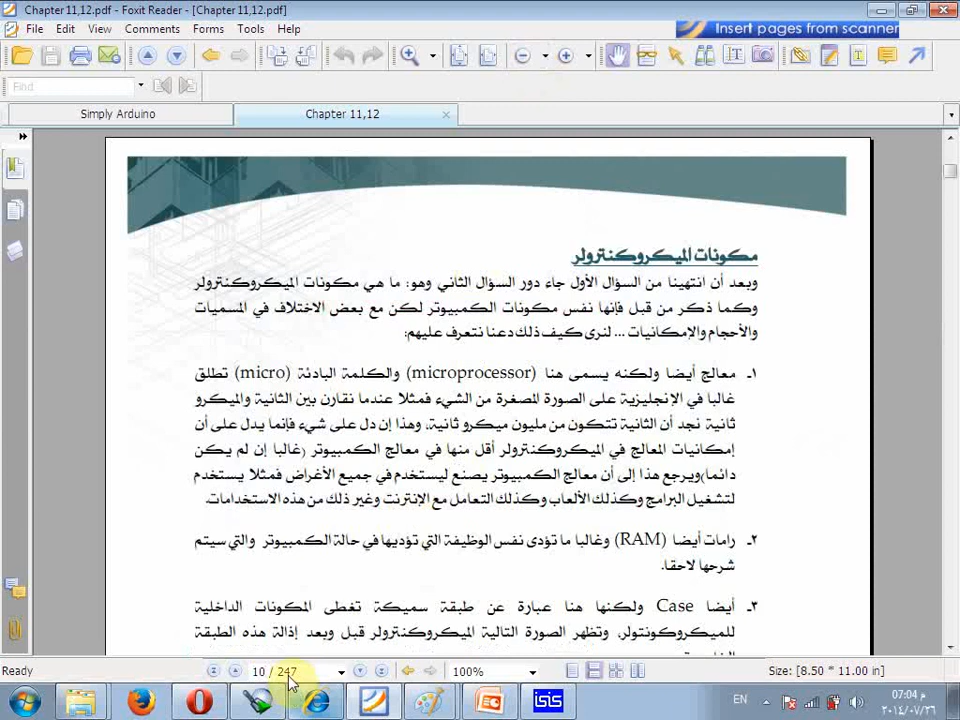 Chapter 11,12.pdf - Foxit Reader - [Chapter 11,12.pdf]
File Edit View Comments Forms Tools Help
Insert pages from scanner
Find
Simply Arduino
Chapter 11,12
مكونات الميكروكنترولر
وبعد أن انتهينا من السؤال الأول جاء دور السؤال الثاني وهو: ما هي مكونات الميكروكنترولر
وكما ذكر من قبل فإنها نفس مكونات الكمبيوتر لكن مع بعض الاختلاف في المسميات
والأحجام والإمكانيات ... لنرى كيف ذلك دعنا نتعرف عليهم:
١ـ معالج أيضا ولكنه يسمى هنا (microprocessor) والكلمة البادئة (micro) تطلق
غالبا في الإنجليزية على الصورة المصغرة من الشيء فمثلا عندما نقارن بين الثانية والميكرو
ثانية نجد أن الثانية تتكون من مليون ميكرو ثانية، وهذا إن دل على شيء فإنما يدل على أن
إمكانيات المعالج في الميكروكنترولر أقل منها في معالج الكمبيوتر (غالبا إن لم يكن
دائما)ويرجع هذا إلى أن معالج الكمبيوتر يصنع ليستخدم في جميع الأغراض فمثلا يستخدم
لتشغيل البرامج وكذلك الألعاب وكذلك التعامل مع الإنترنت وغير ذلك من هذه الاستخدامات.
٢ـ رامات أيضا (RAM) وغالبا ما تؤدى نفس الوظيفة التي تؤديها في حالة الكمبيوتر والتي سيتم
شرحها لاحقا.
٣ـ أيضا Case ولكنها هنا عبارة عن طبقة سميكة تغطى المكونات الداخلية
للميكروكونتولر، وتظهر الصورة التالية الميكروكنترولر قبل وبعد إذالة هذه الطبقة
Ready
10 / 247
100%
Size: [8.50 * 11.00 in]
isis
EN
07:04 م
٢٠١٤/٠٧/٢٦